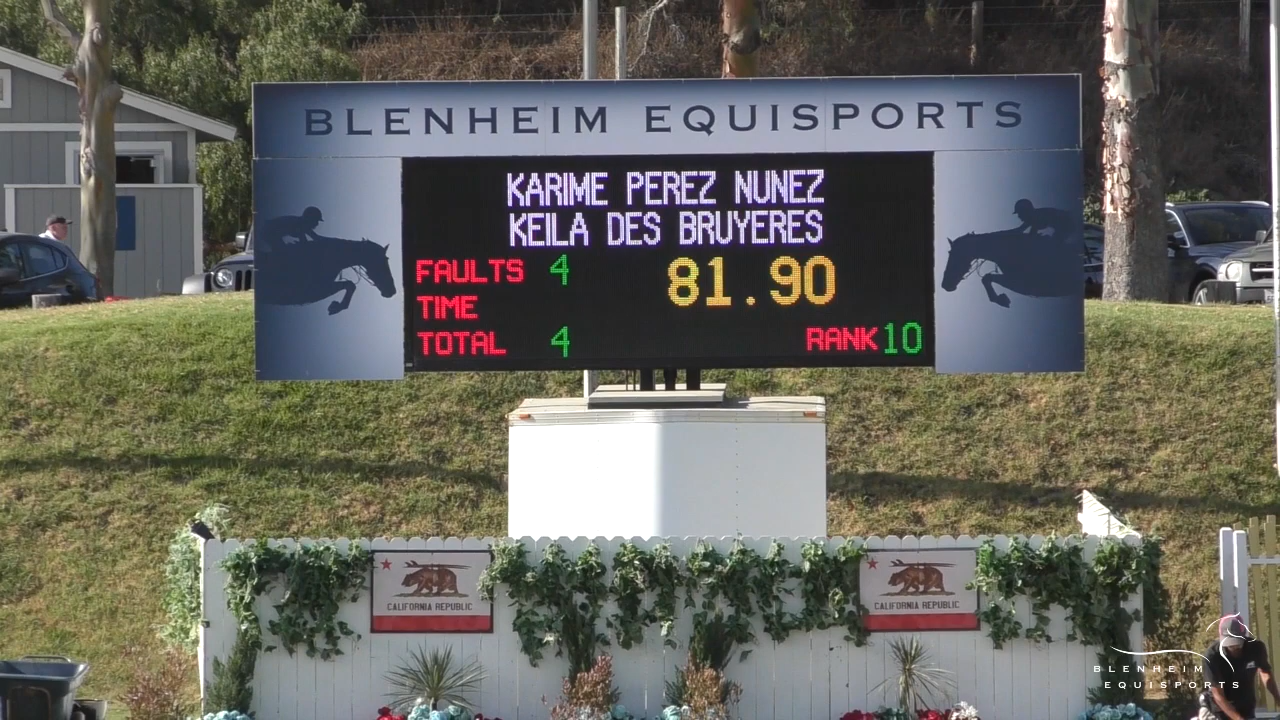 BLENHEIM EQUISPORTS
KARIME PEREZ NUNEZ
KEILA DES BRUYERES
FAULTS 4 81.90
TIME
TOTAL 4 RANK 10
CALIFORNIA REPUBLIC CALIFORNIA REPUBLIC
BLENHEIM
EQUISPORTS